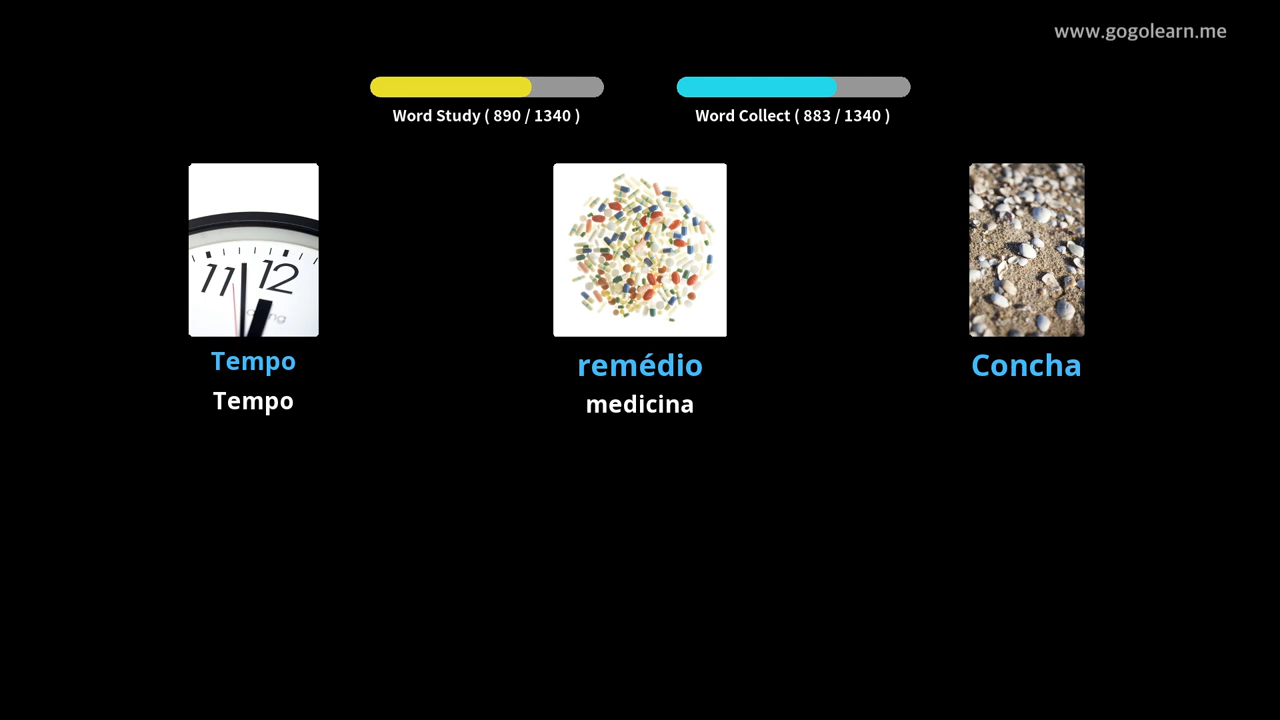 www.gogolearn.me
Word Study ( 890 / 1340 )
Word Collect ( 883 / 1340 )
11 12
Tempo
Tempo
remédio
medicina
Concha